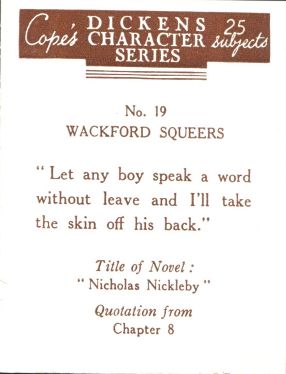 Cope's DICKENS CHARACTER SERIES 25 subjects
No. 19
WACKFORD SQUEERS
“Let any boy speak a word
without leave and I'll take
the skin off his back.”
Title of Novel :
“Nicholas Nickleby”
Quotation from
Chapter 8